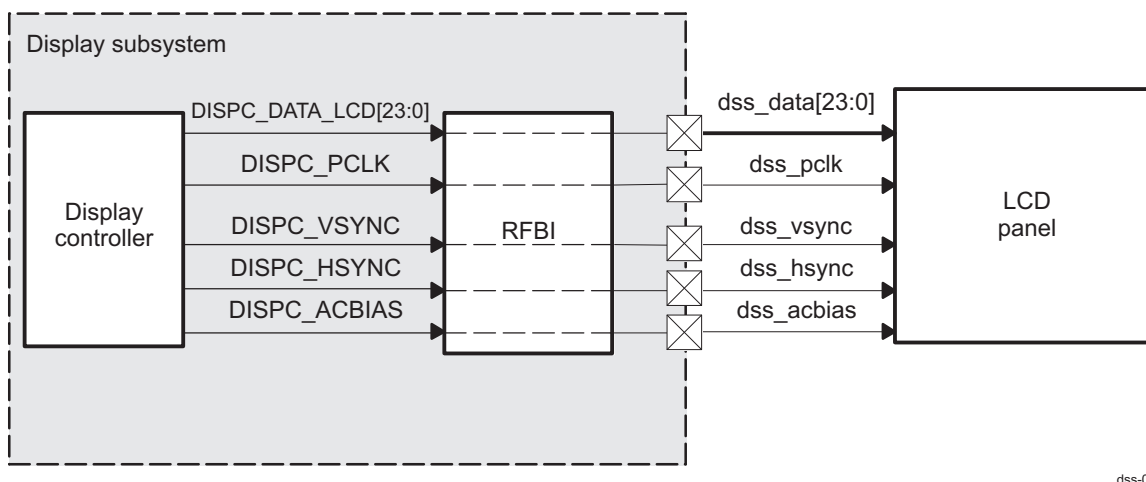 Display subsystem
DISPC_DATA_LCD[23:0]
dss_data[23:0]
DISPC_PCLK
dss_pclk
Display
controller
DISPC_VSYNC
RFBI
dss_vsync
LCD
panel
DISPC_HSYNC
dss_hsync
DISPC_ACBIAS
dss_acbias